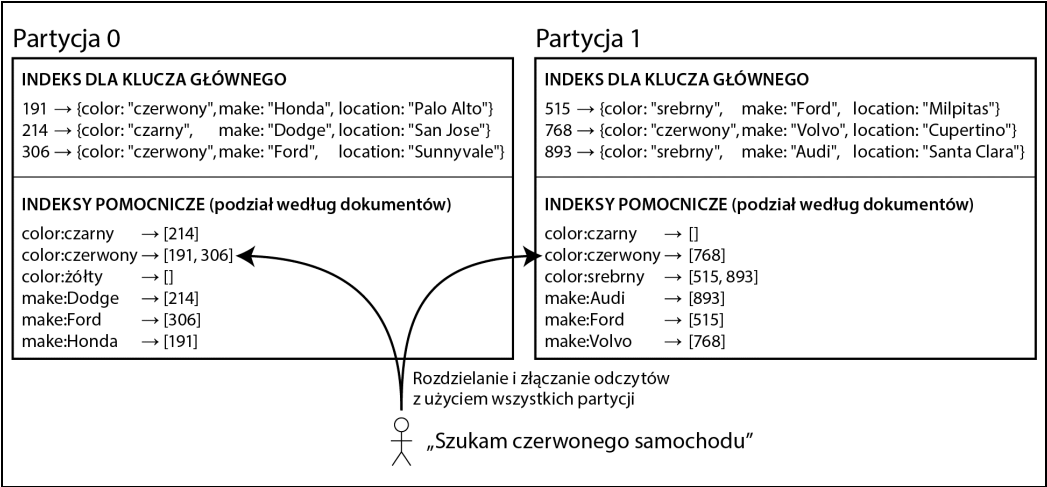 Partycja 0
INDEKS DLA KLUCZA GŁÓWNEGO
191 → {color: "czerwony", make: "Honda", location: "Palo Alto"}
214 → {color: "czarny", make: "Dodge", location: "San Jose"}
306 → {color: "czerwony", make: "Ford", location: "Sunnyvale"}
INDEKSY POMOCNICZE (podział według dokumentów)
color:czarny → [214]
color:czerwony → [191, 306]
color:żółty → []
make:Dodge → [214]
make:Ford → [306]
make:Honda → [191]
Partycja 1
INDEKS DLA KLUCZA GŁÓWNEGO
515 → {color: "srebrny", make: "Ford", location: "Milpitas"}
768 → {color: "czerwony", make: "Volvo", location: "Cupertino"}
893 → {color: "srebrny", make: "Audi", location: "Santa Clara"}
INDEKSY POMOCNICZE (podział według dokumentów)
color:czarny → []
color:czerwony → [768]
color:srebrny → [515, 893]
make:Audi → [893]
make:Ford → [515]
make:Volvo → [768]
Rozdzielanie i złączanie odczytów
z użyciem wszystkich partycji
„Szukam czerwonego samochodu”